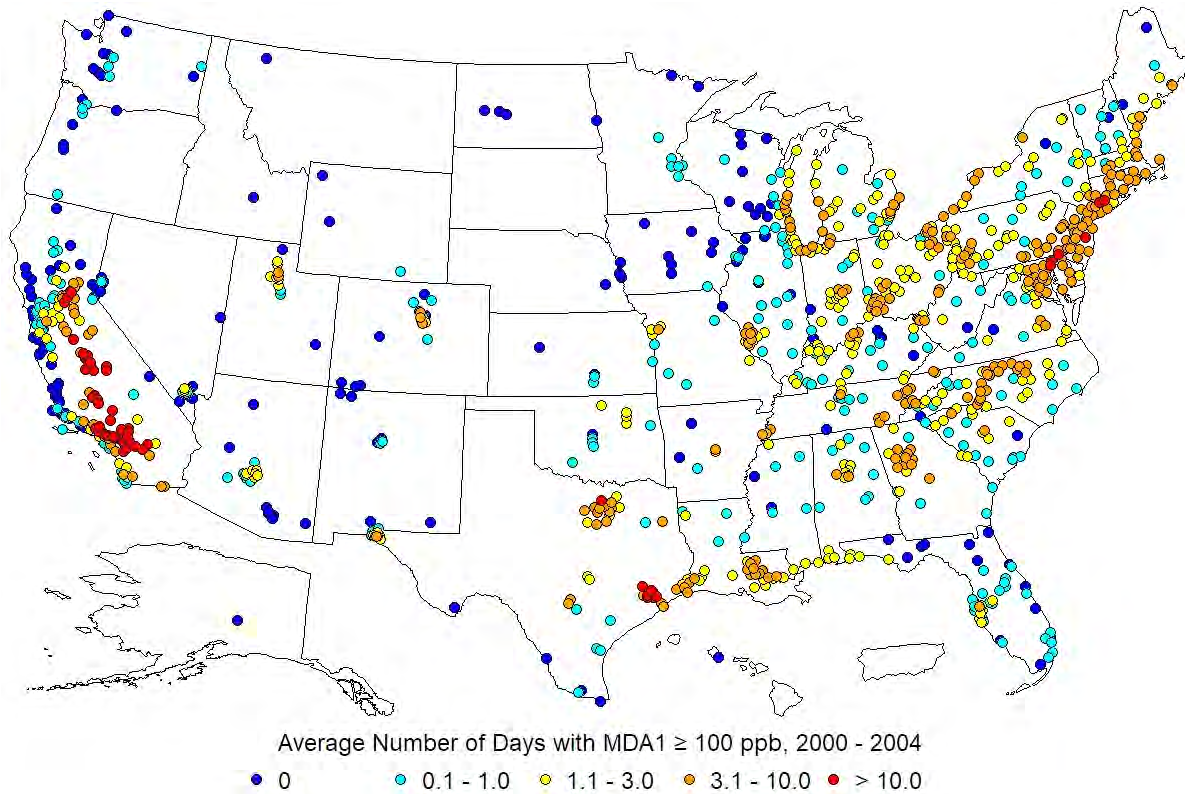 Average Number of Days with MDA1 ≥ 100 ppb, 2000 - 2004
0 0.1 - 1.0 1.1 - 3.0 3.1 - 10.0 > 10.0